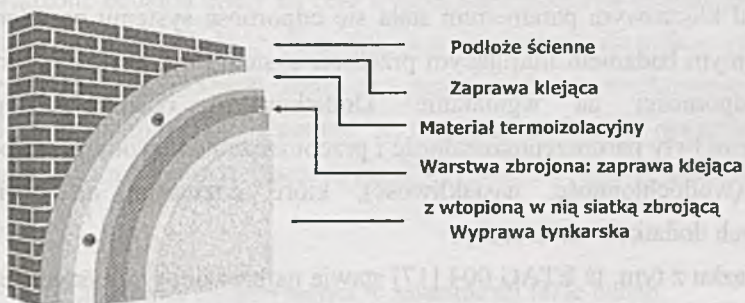 Podłoże ścienne
Zaprawa klejąca
Materiał termoizolacyjny
Warstwa zbrojona: zaprawa klejąca
z wtopioną w nią siatką zbrojącą
Wyprawa tynkarska